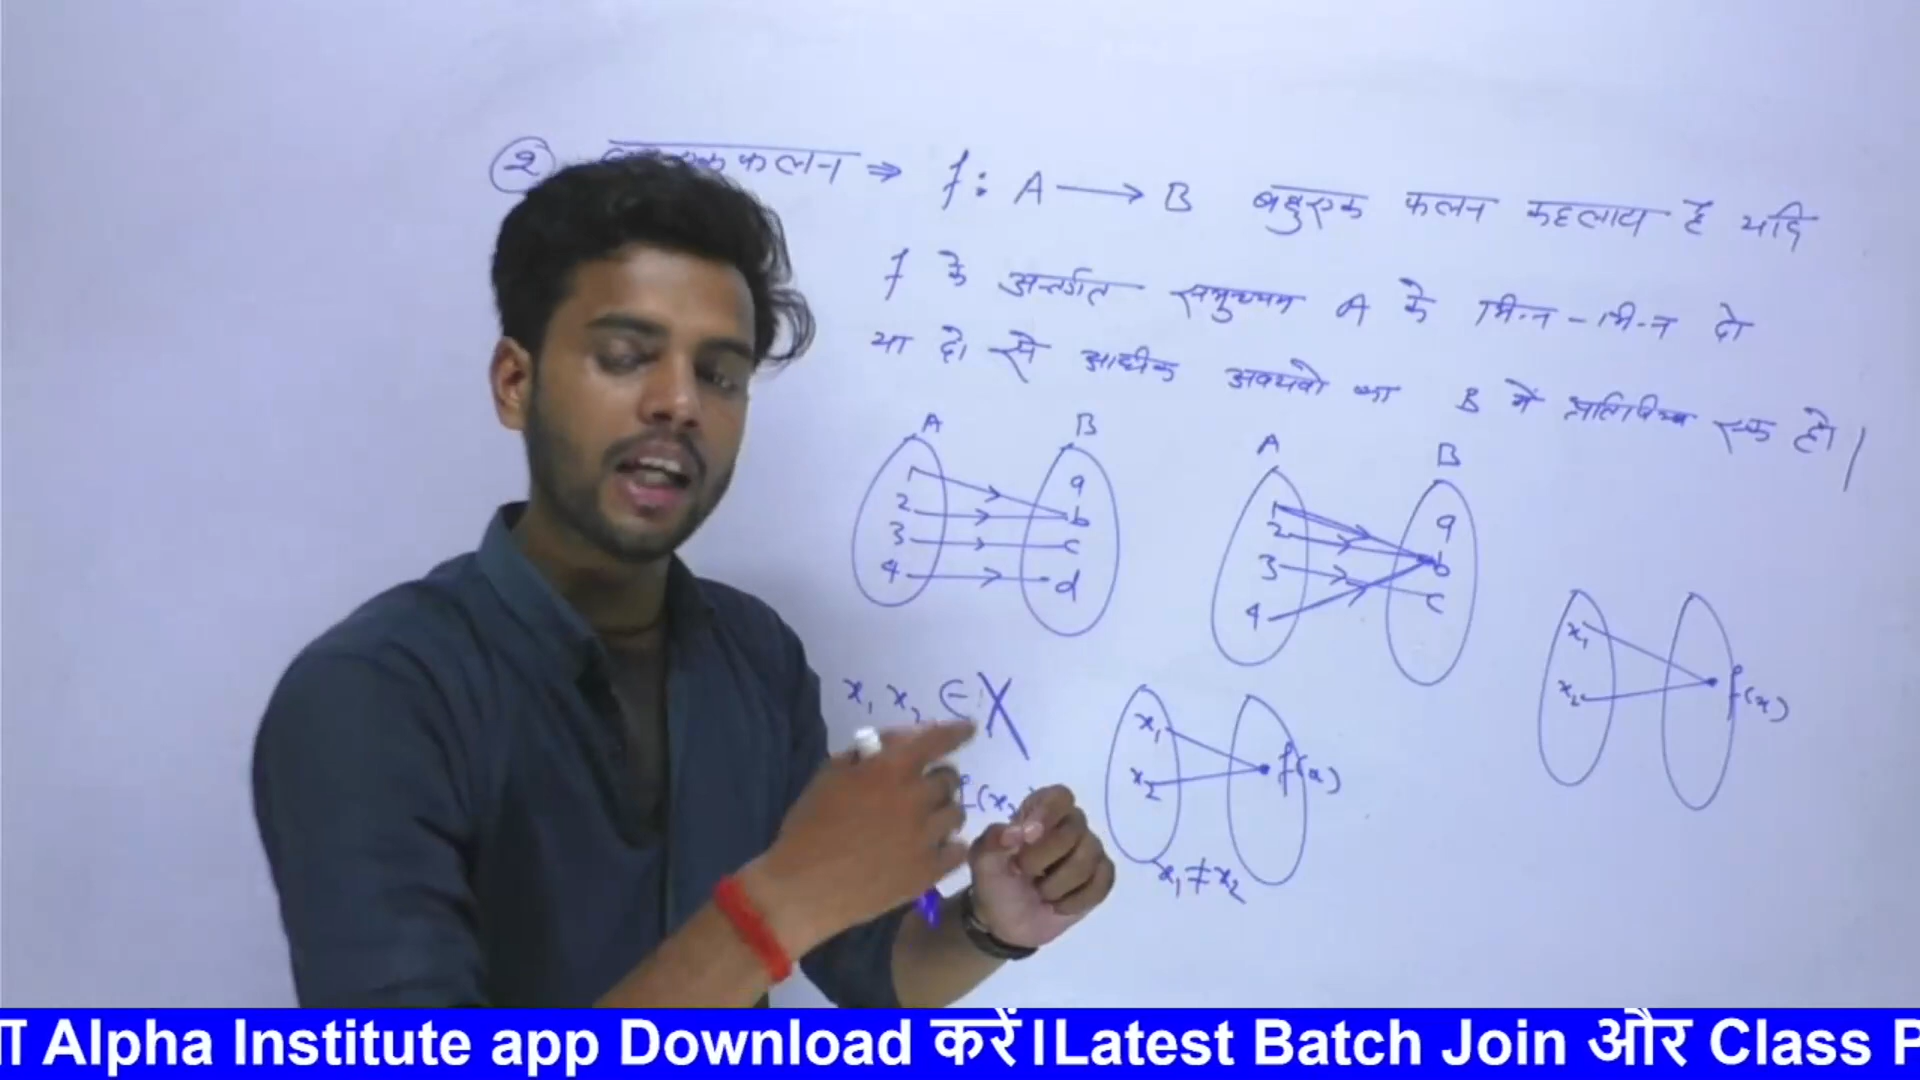 ② फलन ⇒ f: A → B बहुएक फलन कहलाय है यदि
f के अन्तर्गत समुच्चय A के भिन्न-भिन्न दो
या दो से अधिक अवयवो का B में प्रतिबिम्ब एक हो।
A B
1 a
2 b
3 c
4 d
A B
1 a
2 b
3 c
4
x₁
x₂ f(x)
x₁ x₂ ∈ X
f(x₂)
x₁
x₂ f(x)
x₁ ≠ x₂
Alpha Institute app Download करें।Latest Batch Join और Class P